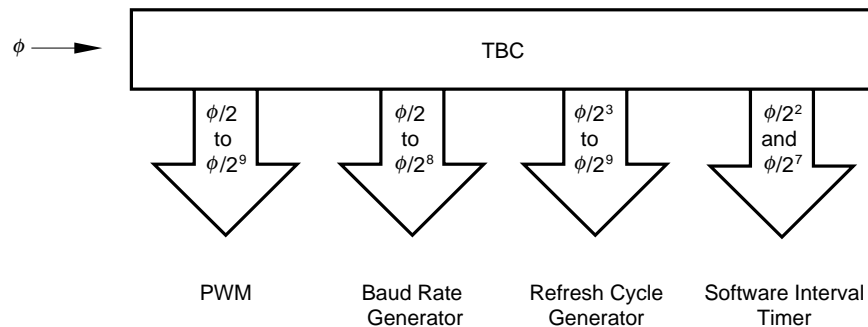 ϕ
TBC
ϕ/2
to
ϕ/2⁹
ϕ/2
to
ϕ/2⁸
ϕ/2³
to
ϕ/2⁹
ϕ/2²
and
ϕ/2⁷
PWM
Baud Rate
Generator
Refresh Cycle
Generator
Software Interval
Timer